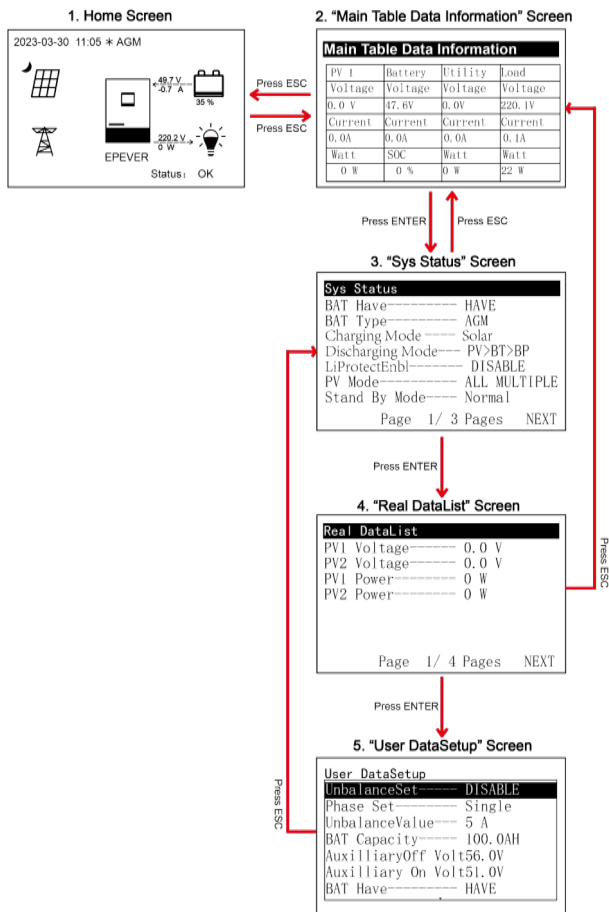 1. Home Screen
2023-03-30 11:05 ✳ AGM
49.7 V
-0.7 A
35 %
220.2 V
0 W
EPEVER
Status: OK
Press ESC
Press ESC
2. “Main Table Data Information” Screen
Main Table Data Information
PV 1 Battery Utility Load
Voltage Voltage Voltage Voltage
0.0 V 47.6V 0.0V 220.1V
Current Current Current Current
0.0A 0.0A 0.0A 0.1A
Watt SOC Watt Watt
0 W 0 % 0 W 22 W
Press ENTER
Press ESC
3. “Sys Status” Screen
Sys Status
BAT Have--------- HAVE
BAT Type--------- AGM
Charging Mode ---- Solar
Discharging Mode--- PV>BT>BP
LiProtectEnbl------- DISABLE
PV Mode--------- ALL MULTIPLE
Stand By Mode---- Normal
Page 1/ 3 Pages NEXT
Press ENTER
4. “Real DataList” Screen
Real DataList
PV1 Voltage------ 0.0 V
PV2 Voltage------ 0.0 V
PV1 Power-------- 0 W
PV2 Power-------- 0 W
Page 1/ 4 Pages NEXT
Press ESC
Press ENTER
5. “User DataSetup” Screen
User DataSetup
UnbalanceSet----- DISABLE
Phase Set-------- Single
UnbalanceValue--- 5 A
BAT Capacity----- 100.0AH
AuxilliaryOff Volt56.0V
Auxilliary On Volt51.0V
BAT Have--------- HAVE
Press ESC